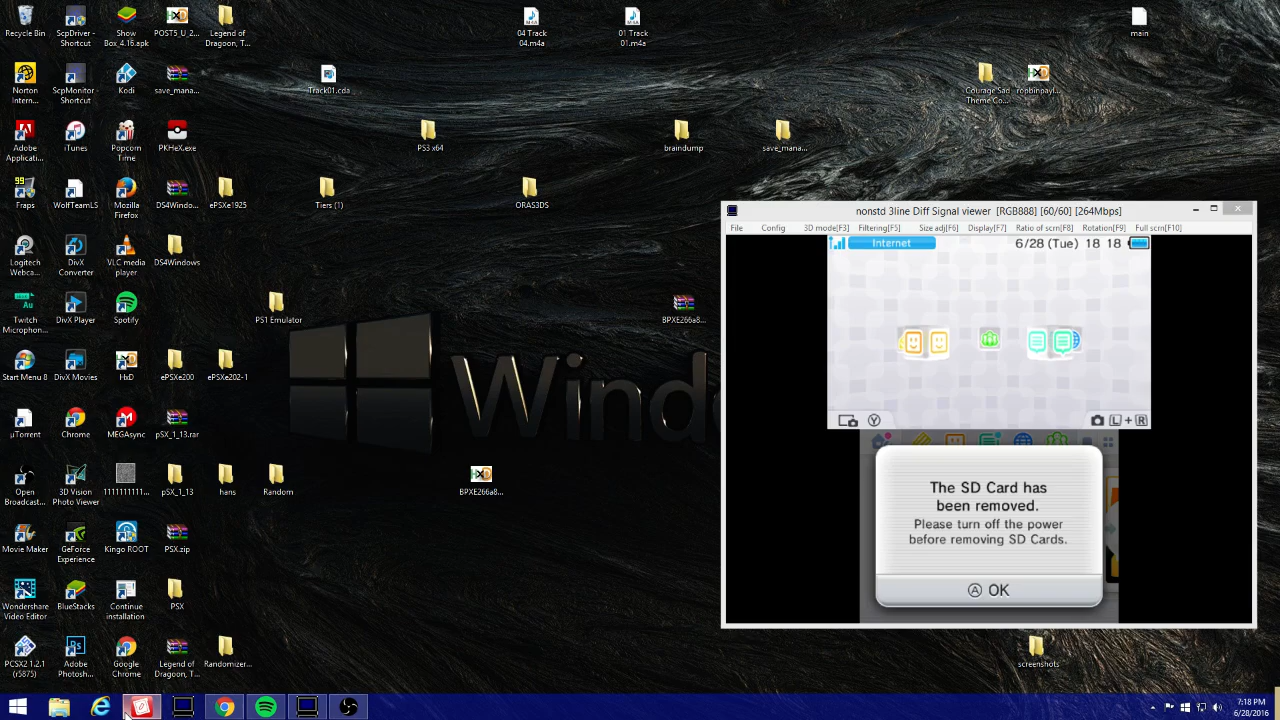 Recycle Bin
ScpDriver - Shortcut
Show Box_4.16.apk
POST5_U_2...
Legend of Dragoon, T...
04 Track 04.m4a
01 Track 01.m4a
main
Norton Intern...
ScpMonitor - Shortcut
Kodi
save_mana...
Track01.cda
Courage Sad Theme Co...
ropbinpayl...
Adobe Applicati...
iTunes
Popcorn Time
PKHeX.exe
PS3 x64
braindump
save_mana...
99
Fraps
WolfTeamLS
Mozilla Firefox
DS4Windo...
ePSXe1925
Tiers (1)
ORAS3DS
Logitech Webca...
DivX Converter
VLC media player
DS4Windows
Twitch Microphon...
DivX Player
Spotify
PS1 Emulator
BPXE266a8...
Start Menu 8
DivX Movies
HxD
ePSXe200
ePSXe202-1
µTorrent
Chrome
MEGAsync
pSX_1_13.rar
Open Broadcast...
3D Vision Photo Viewer
1111111111...
pSX_1_13
hans
Random
BPXE266a8...
Movie Maker
GeForce Experience
Kingo ROOT
PSX.zip
Wondershare Video Editor
BlueStacks
Continue installation
PSX
PCSX2 1.2.1 (r5875)
Adobe Photosh...
Google Chrome
Legend of Dragoon, T...
Randomizer...
screenshots
Wind
nonstd 3line Diff Signal viewer [RGB888] [60/60] [264Mbps]
File Config 3D mode[F3] Filtering[F5] Size adj[F6] Display[F7] Ratio of scrn[F8] Rotation[F9] Full scrn[F10]
Internet 6/28 (Tue) 18 18
Y L + R
The SD Card has
been removed.
Please turn off the power
before removing SD Cards.
A OK
7:18 PM
6/28/2016